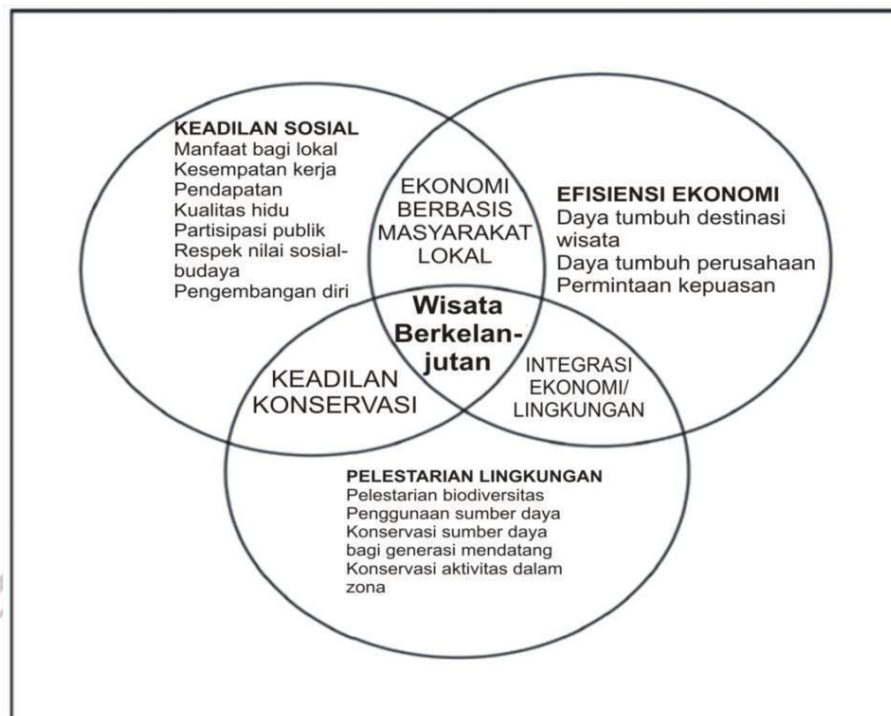 KEADILAN SOSIAL
Manfaat bagi lokal
Kesempatan kerja
Pendapatan
Kualitas hidu
Partisipasi publik
Respek nilai sosial-
budaya
Pengembangan diri
EKONOMI
BERBASIS
MASYARAKAT
LOKAL
EFISIENSI EKONOMI
Daya tumbuh destinasi
wisata
Daya tumbuh perusahaan
Permintaan kepuasan
Wisata
Berkelan-
jutan
KEADILAN
KONSERVASI
INTEGRASI
EKONOMI/
LINGKUNGAN
PELESTARIAN LINGKUNGAN
Pelestarian biodiversitas
Penggunaan sumber daya
Konservasi sumber daya
bagi generasi mendatang
Konservasi aktivitas dalam
zona